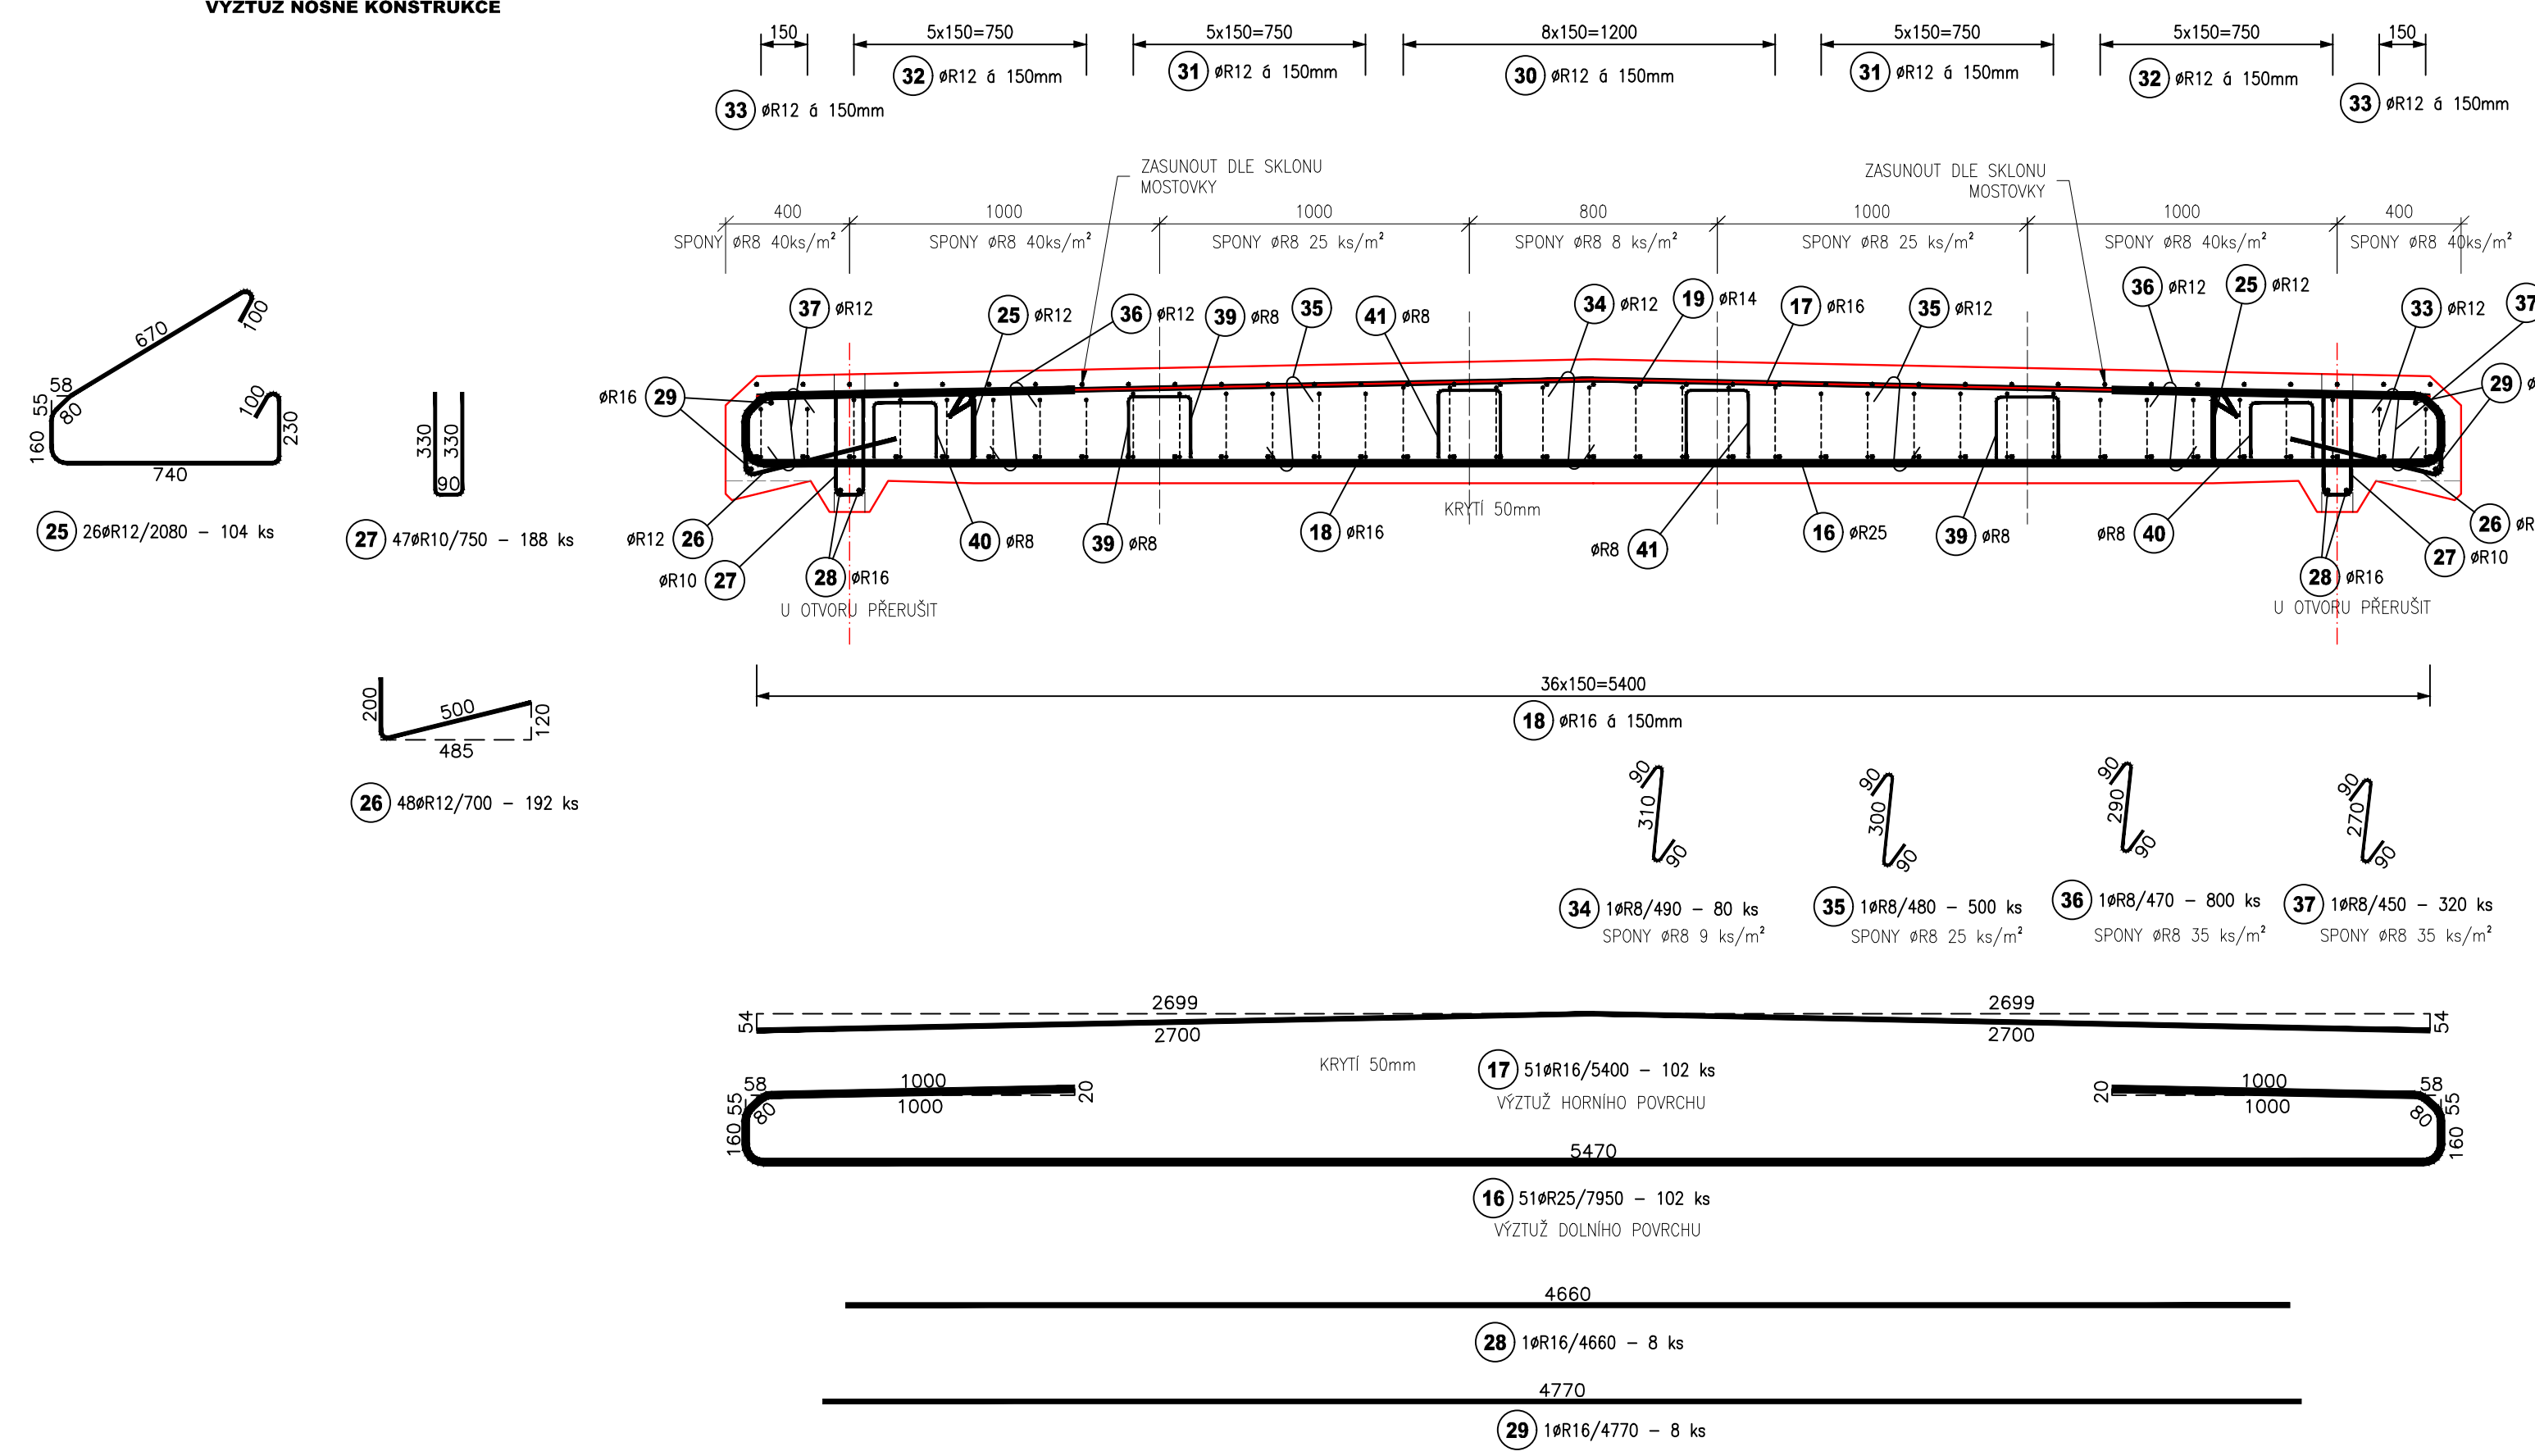 VÝZTUŽ NOSNÉ KONSTRUKCE
150
5x150=750
5x150=750
8x150=1200
5x150=750
5x150=750
150
32 øR12 á 150mm
31 øR12 á 150mm
30 øR12 á 150mm
31 øR12 á 150mm
32 øR12 á 150mm
33 øR12 á 150mm
33 øR12 á 150mm
ZASUNOUT DLE SKLONU
MOSTOVKY
ZASUNOUT DLE SKLONU
MOSTOVKY
400
1000
1000
800
1000
1000
400
SPONY øR8 40ks/m²
SPONY øR8 40ks/m²
SPONY øR8 25 ks/m²
SPONY øR8 8 ks/m²
SPONY øR8 25 ks/m²
SPONY øR8 40ks/m²
SPONY øR8 40ks/m²
37 øR12
25 øR12
36 øR12
39 øR8
35
41 øR8
34 øR12
19 øR14
17 øR16
35 øR12
36 øR12
25 øR12
33 øR12
37
670
100
58
55
80
160
740
100
230
330
330
90
øR16 29
29 ø
KRYTÍ 50mm
25 26øR12/2080 – 104 ks
27 47øR10/750 – 188 ks
øR12 26
40 øR8
39 øR8
18 øR16
øR8 41
16 øR25
39 øR8
øR8 40
26 øR
øR10 27
28 øR16
28 øR16
27 øR10
U OTVORU PŘERUŠIT
U OTVORU PŘERUŠIT
200
500
120
485
36x150=5400
18 øR16 á 150mm
26 48øR12/700 – 192 ks
90
310
90
90
300
90
90
290
90
90
270
90
34 1øR8/490 – 80 ks
SPONY øR8 9 ks/m²
35 1øR8/480 – 500 ks
SPONY øR8 25 ks/m²
36 1øR8/470 – 800 ks
SPONY øR8 35 ks/m²
37 1øR8/450 – 320 ks
SPONY øR8 35 ks/m²
2699
2699
54
2700
2700
54
KRYTÍ 50mm
17 51øR16/5400 – 102 ks
VÝZTUŽ HORNÍHO POVRCHU
58
1000
20
55
80
1000
160
20
1000
58
1000
80
55
160
5470
16 51øR25/7950 – 102 ks
VÝZTUŽ DOLNÍHO POVRCHU
4660
28 1øR16/4660 – 8 ks
4770
29 1øR16/4770 – 8 ks